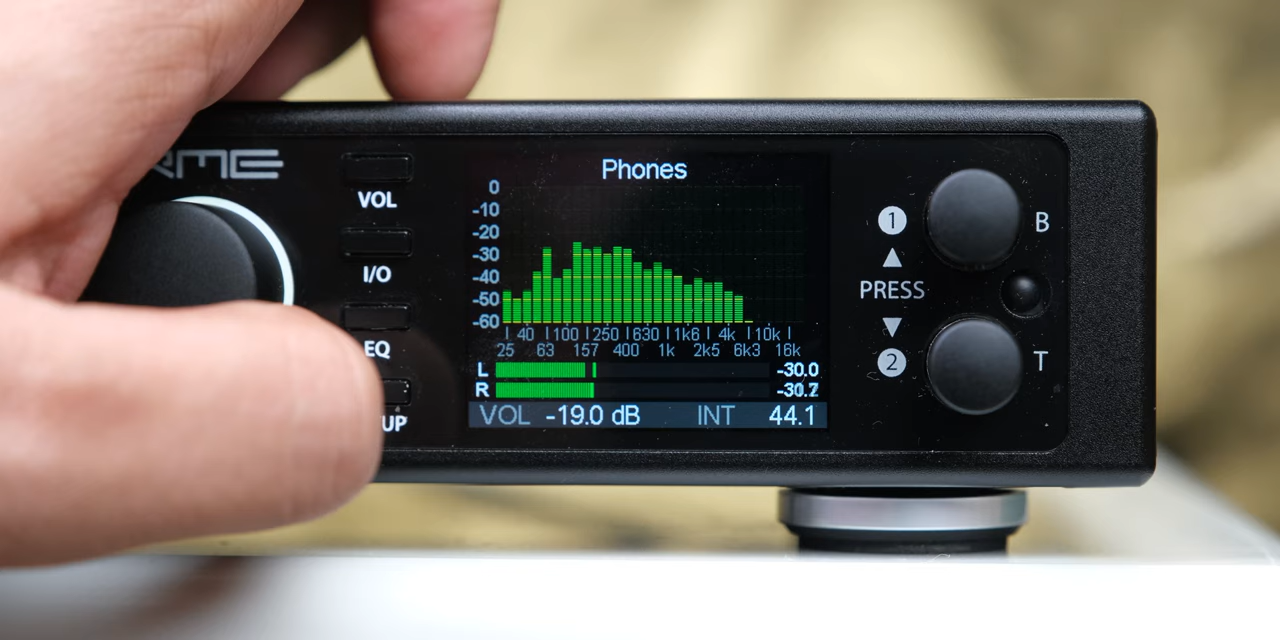 RME
VOL
I/O
EQ
UP
Phones
0
-10
-20
-30
-40
-50
-60
40 100 250 630 1k6 4k 10k
25 63 157 400 1k 2k5 6k3 16k
L -30.0
R -30.2
VOL -19.0 dB INT 44.1
1
PRESS
2
B
T